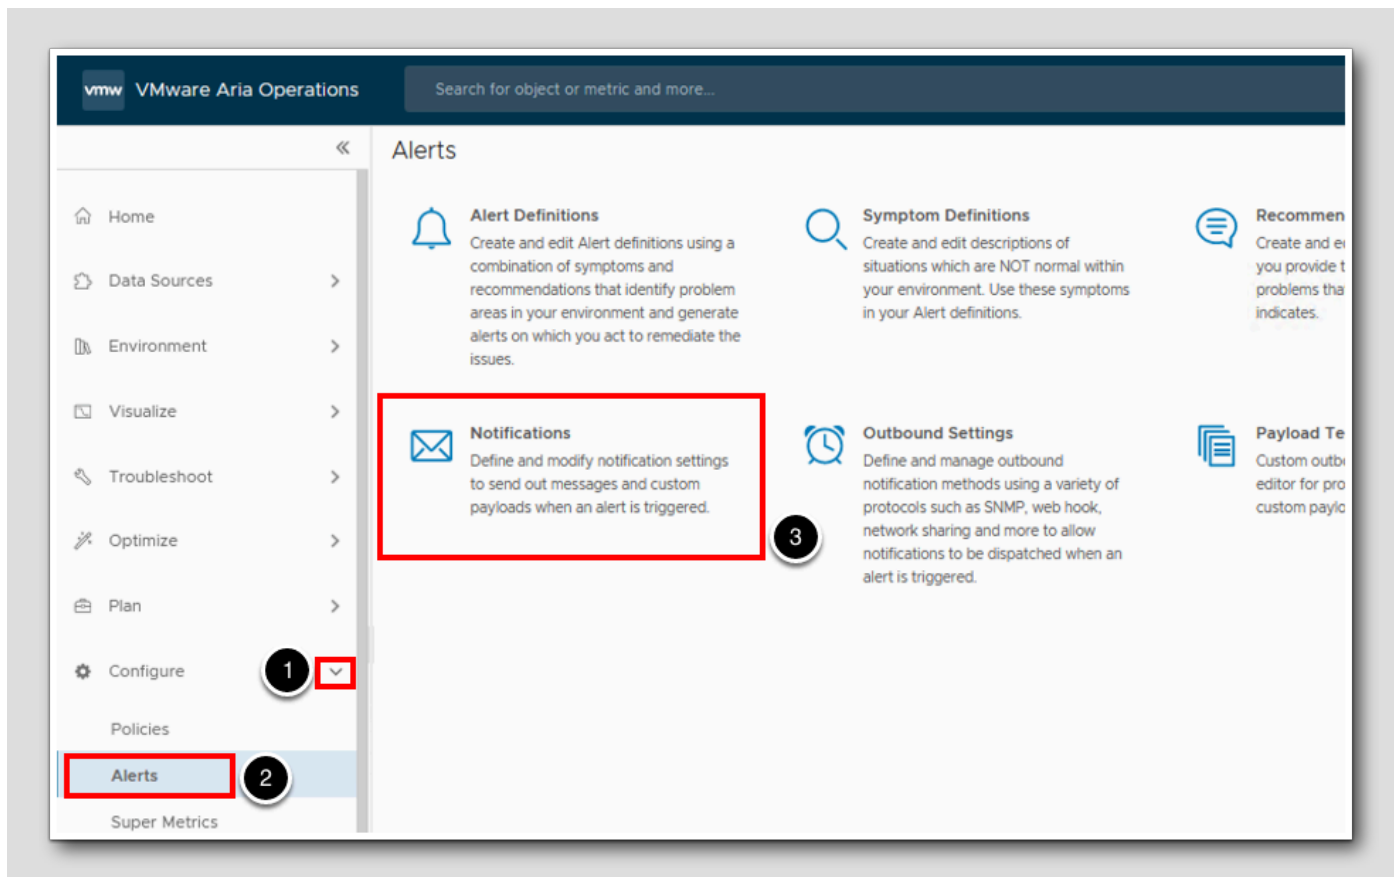 vmw VMware Aria Operations
Search for object or metric and more...
Alerts
Home
Data Sources
Environment
Visualize
Troubleshoot
Optimize
Plan
1
Configure
Policies
Alerts
2
Super Metrics
Alert Definitions
Create and edit Alert definitions using a
combination of symptoms and
recommendations that identify problem
areas in your environment and generate
alerts on which you act to remediate the
issues.
Symptom Definitions
Create and edit descriptions of
situations which are NOT normal within
your environment. Use these symptoms
in your Alert definitions.
Recommen
Create and e
you provide t
problems tha
indicates.
Notifications
Define and modify notification settings
to send out messages and custom
payloads when an alert is triggered.
3
Outbound Settings
Define and manage outbound
notification methods using a variety of
protocols such as SNMP, web hook,
network sharing and more to allow
notifications to be dispatched when an
alert is triggered.
Payload Te
Custom outb
editor for pro
custom paylo